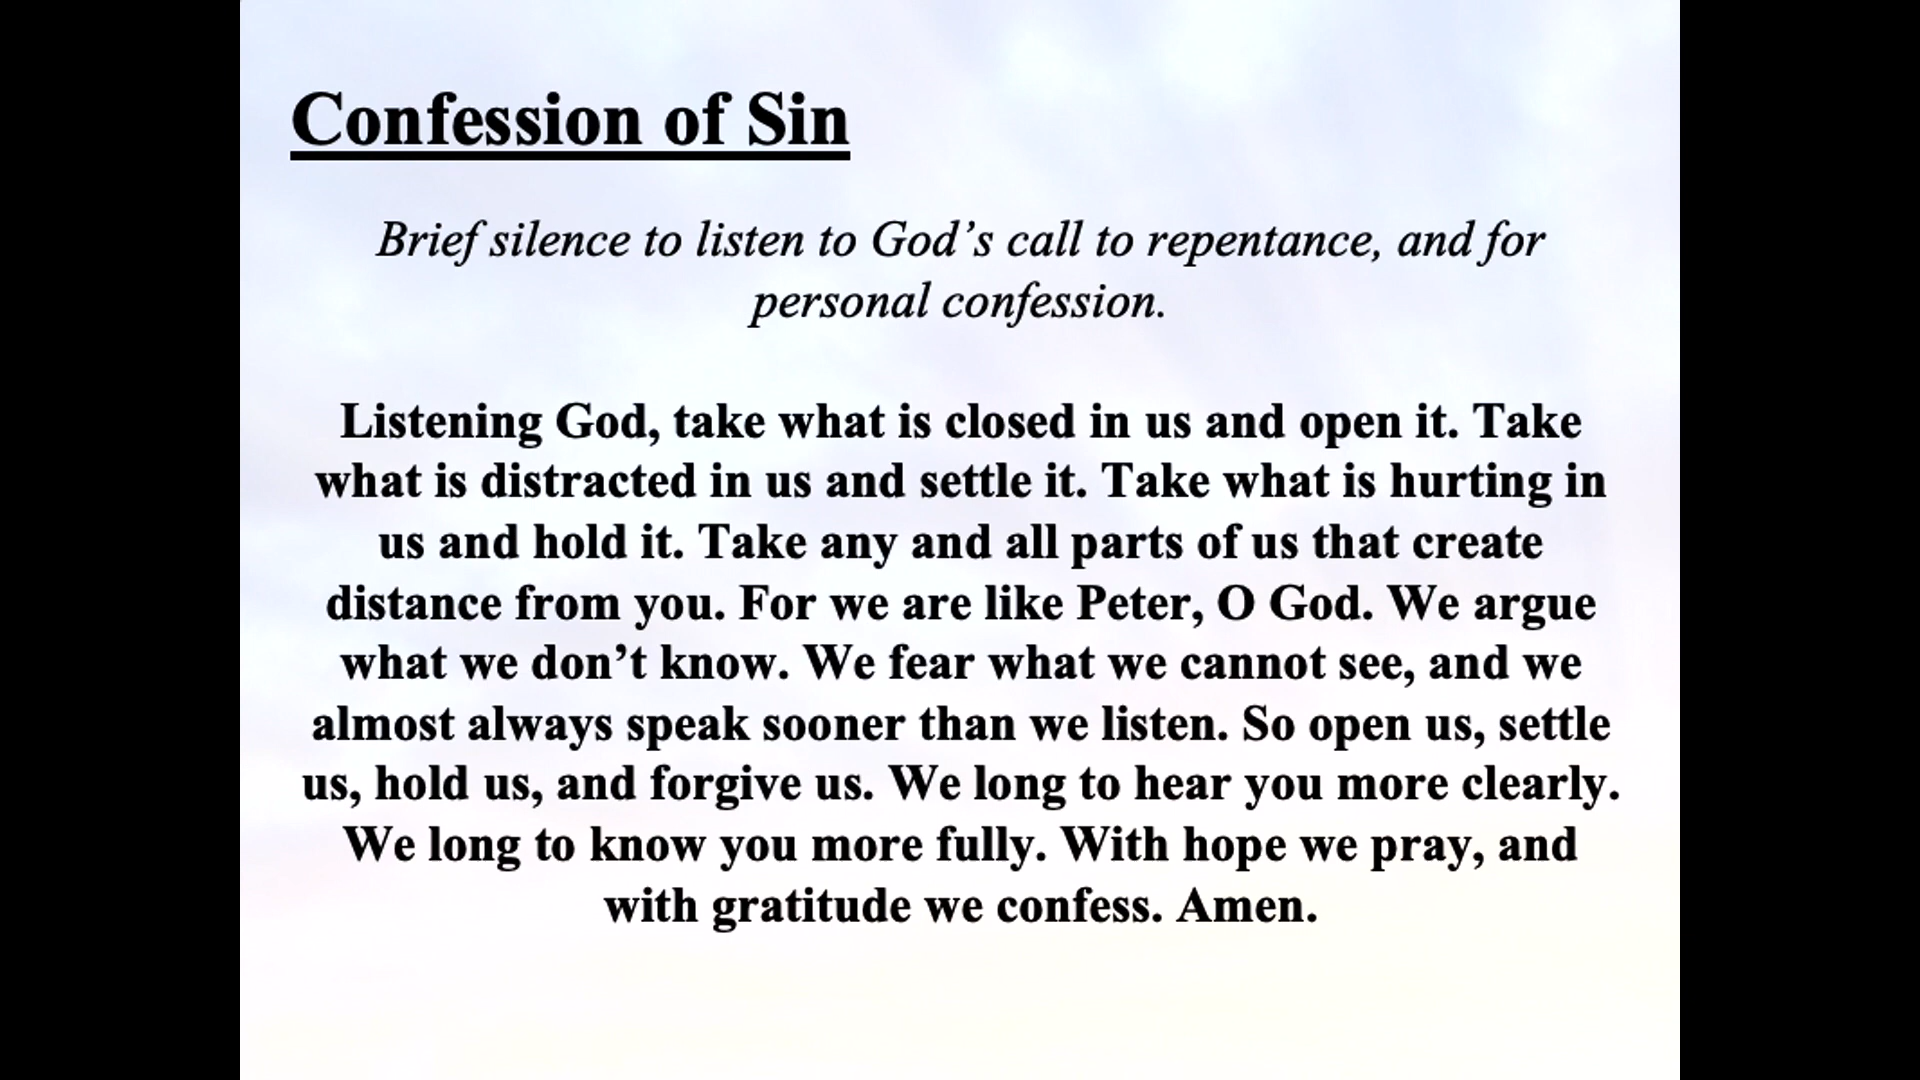 Confession of Sin
Brief silence to listen to God’s call to repentance, and for
personal confession.
Listening God, take what is closed in us and open it. Take
what is distracted in us and settle it. Take what is hurting in
us and hold it. Take any and all parts of us that create
distance from you. For we are like Peter, O God. We argue
what we don’t know. We fear what we cannot see, and we
almost always speak sooner than we listen. So open us, settle
us, hold us, and forgive us. We long to hear you more clearly.
We long to know you more fully. With hope we pray, and
with gratitude we confess. Amen.